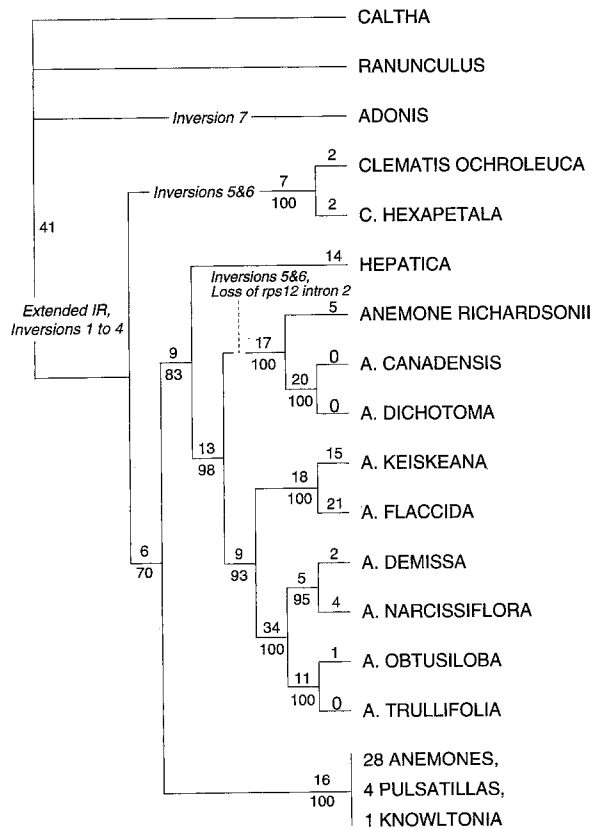 CALTHA
RANUNCULUS
Inversion 7
ADONIS
2
CLEMATIS OCHROLEUCA
Inversions 5&6
7
100
2
C. HEXAPETALA
41
14
HEPATICA
Inversions 5&6,
Loss of rps12 intron 2
Extended IR,
Inversions 1 to 4
5
ANEMONE RICHARDSONII
17
100
9
83
0
A. CANADENSIS
20
100
0
A. DICHOTOMA
13
98
15
A. KEISKEANA
18
100
21
A. FLACCIDA
6
70
9
93
2
A. DEMISSA
5
95
4
A. NARCISSIFLORA
34
100
1
A. OBTUSILOBA
11
100
0
A. TRULLIFOLIA
28 ANEMONES,
16
100
4 PULSATILLAS,
1 KNOWLTONIA